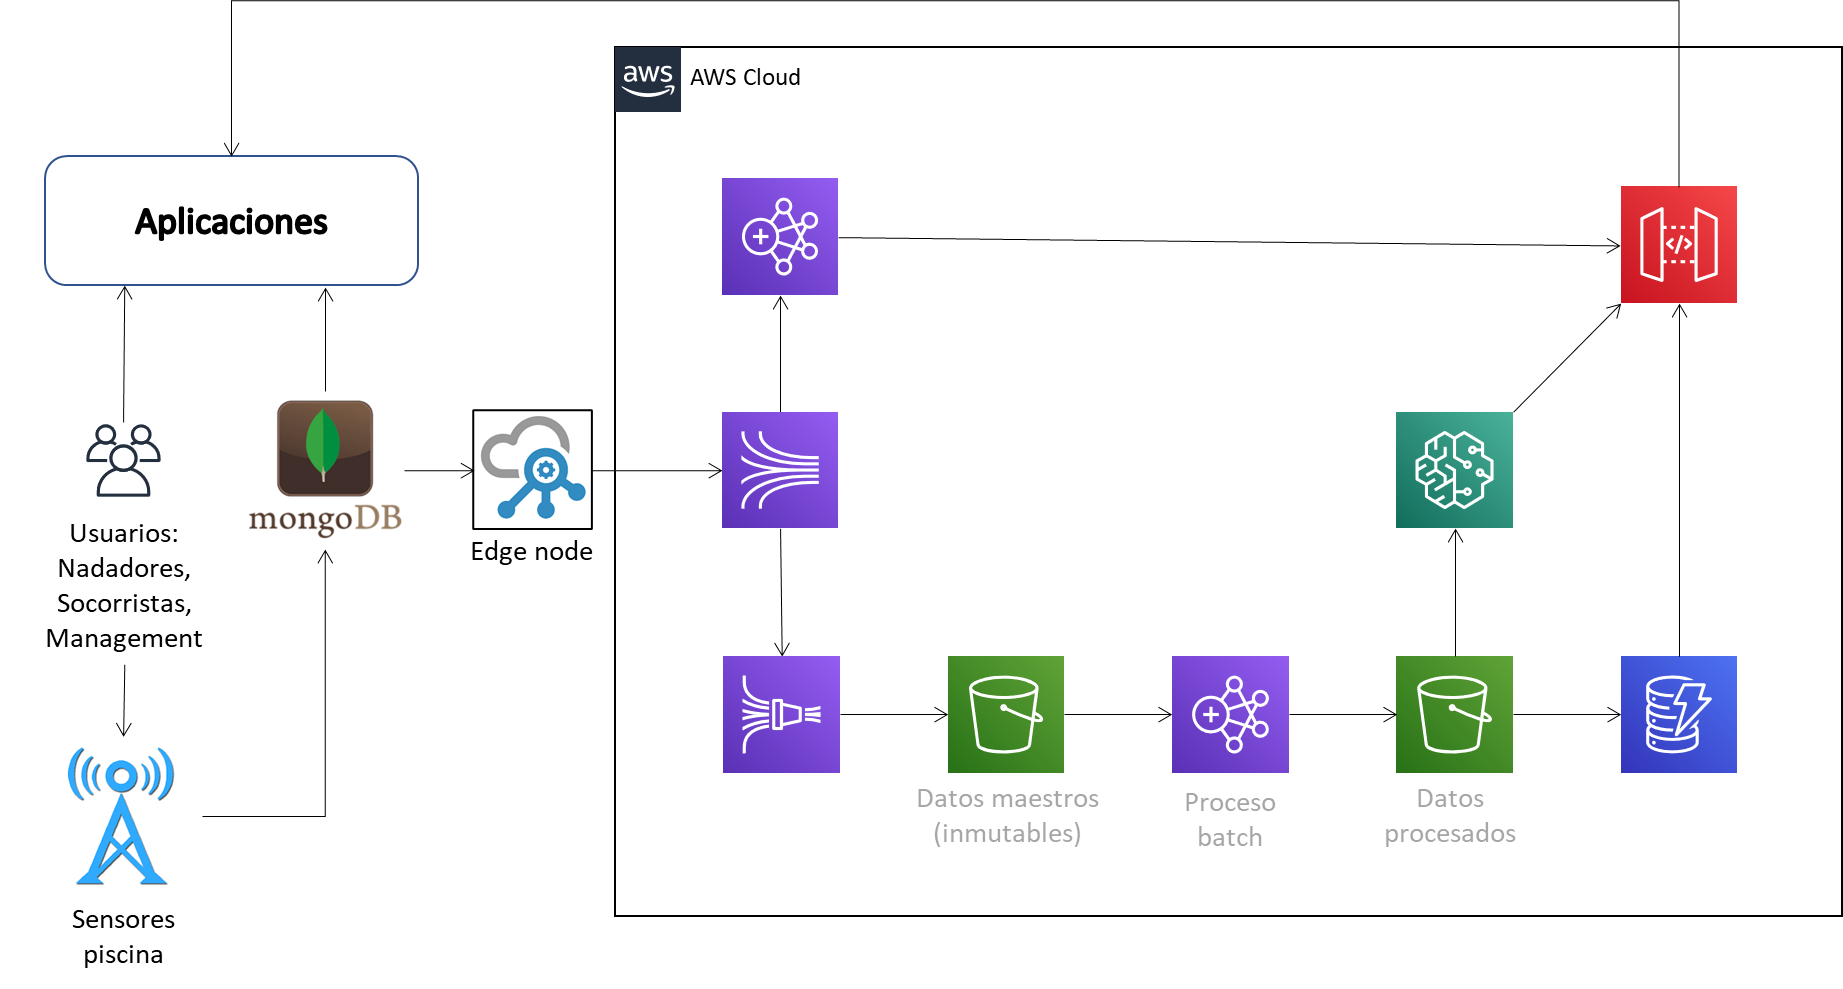 aws
AWS Cloud
Aplicaciones
Usuarios:
Nadadores,
Socorristas,
Management
mongoDB
Edge node
Datos maestros
(inmutables)
Proceso
batch
Datos
procesados
Sensores
piscina